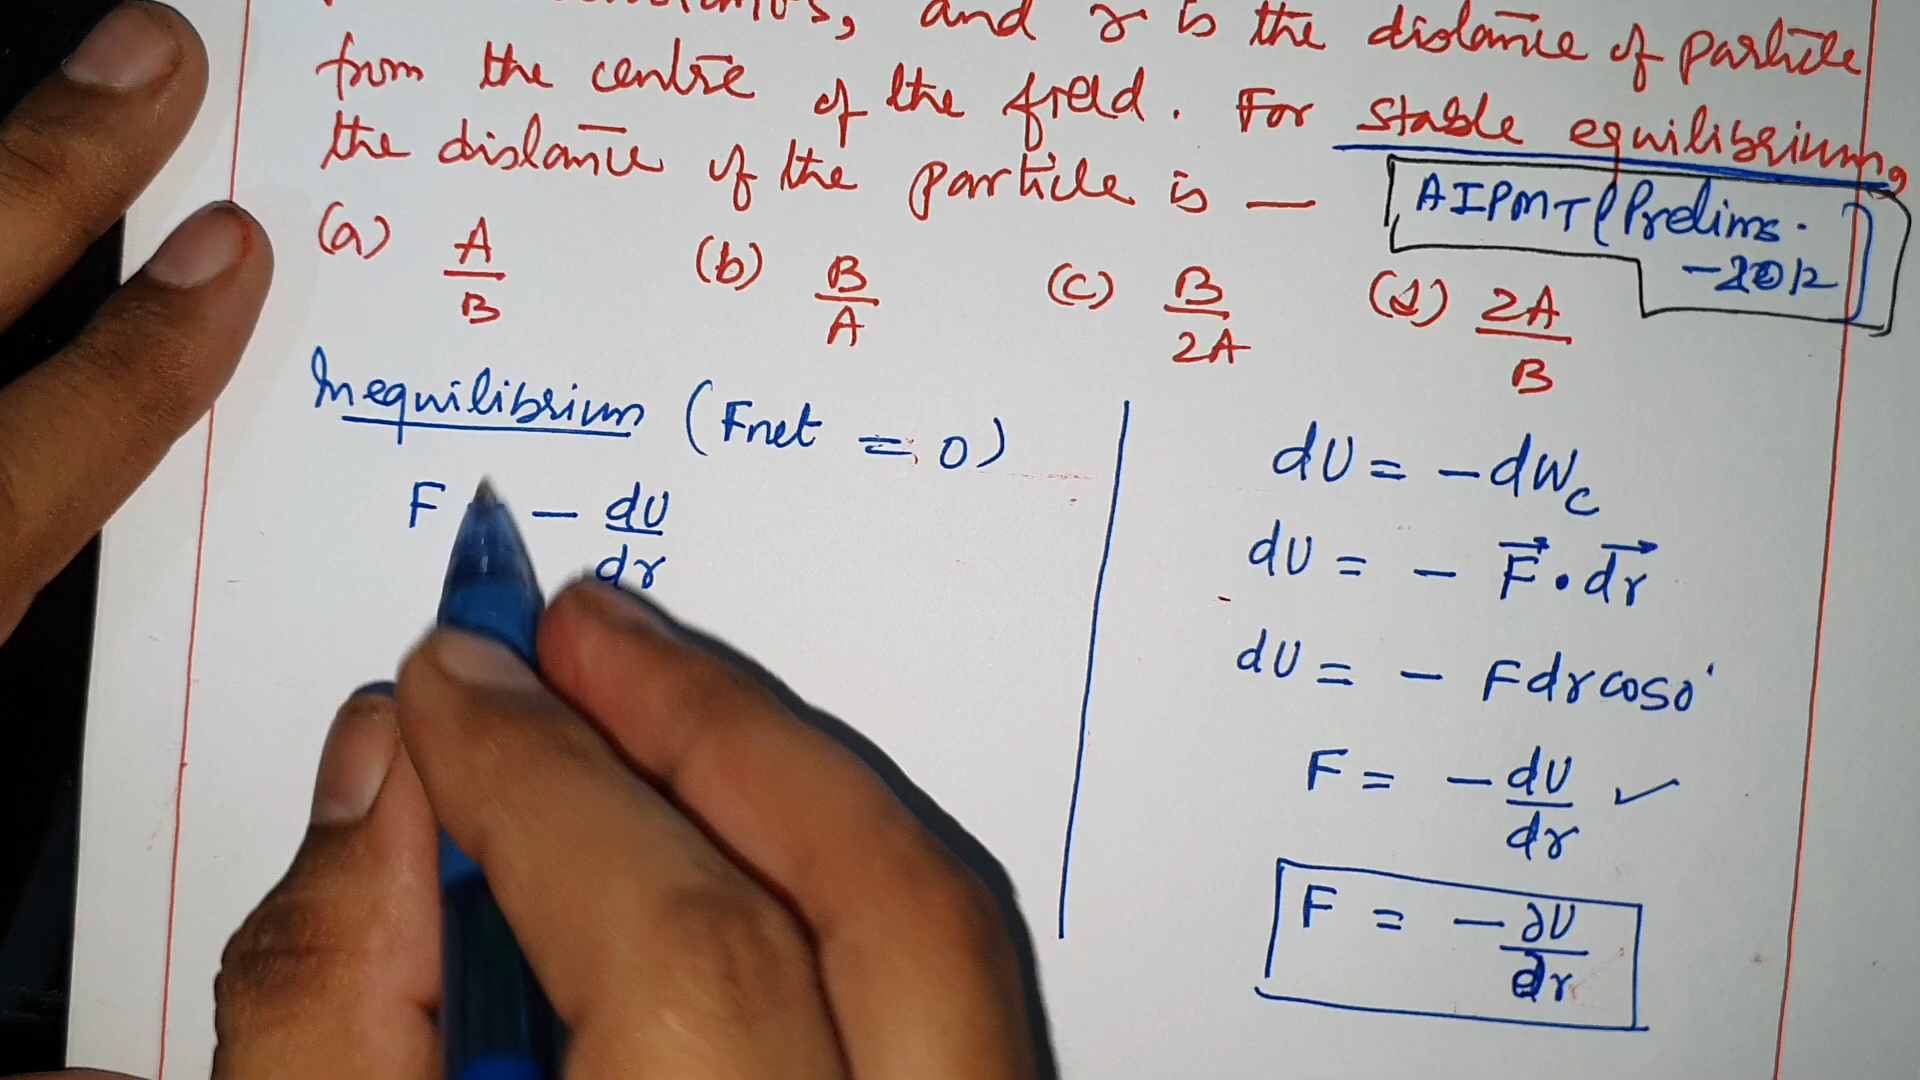 and r is the distance of particle
from the centre of the field. For stable equilibrium,
the distance of the particle is —
AIPMT (Prelims.
-2012
(a) A/B (b) B/A (c) B/2A (d) 2A/B
In equilibrium (Fnet = 0)
F - dU/dr
dU = - dWc
dU = - F⃗ • dr⃗
dU = - F dr cos0°
F = - dU/dr ✓
F = - ∂U/∂r